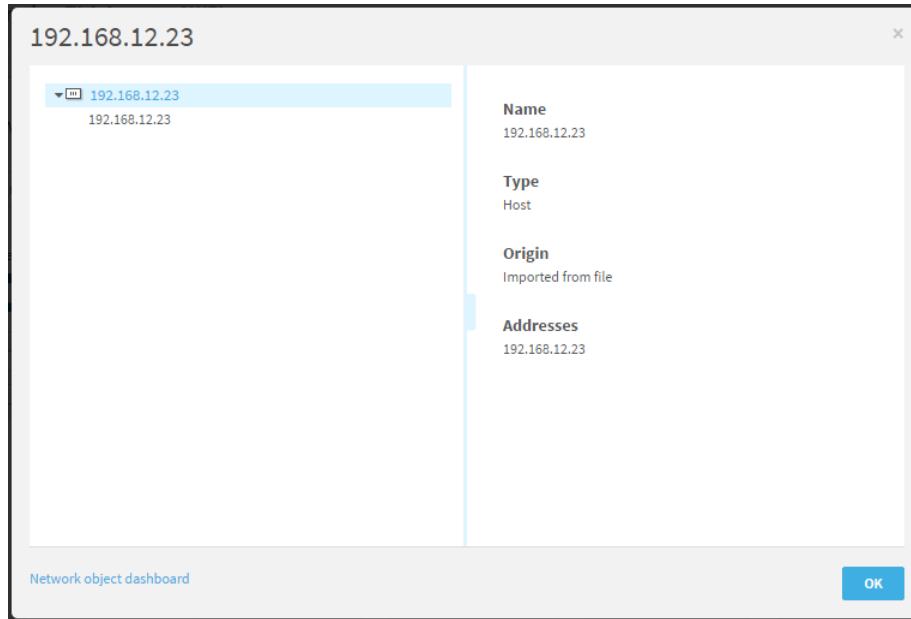 192.168.12.23
×
192.168.12.23
192.168.12.23
Name
192.168.12.23
Type
Host
Origin
Imported from file
Addresses
192.168.12.23
Network object dashboard
OK